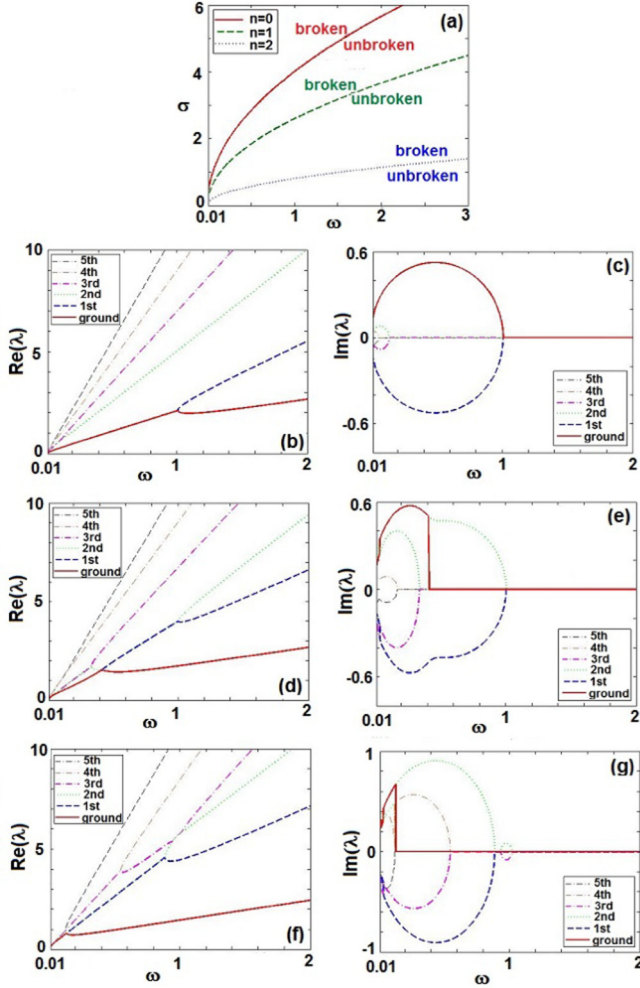 6
4
2
0
σ
n=0
n=1
n=2
(a)
broken
unbroken
broken
unbroken
broken
unbroken
0.01
1
2
3
ω
10
5
0
Re(λ)
5th
4th
3rd
2nd
1st
ground
(b)
0.01
1
2
ω
0.6
0
-0.6
Im(λ)
(c)
5th
4th
3rd
2nd
1st
ground
0.01
1
2
ω
10
5
0
Re(λ)
5th
4th
3rd
2nd
1st
ground
(d)
0.01
1
2
ω
0.6
0
-0.6
Im(λ)
(e)
5th
4th
3rd
2nd
1st
ground
0.01
1
2
ω
10
5
0
Re(λ)
5th
4th
3rd
2nd
1st
ground
(f)
0.01
1
2
ω
1
0
-1
Im(λ)
(g)
5th
4th
3rd
2nd
1st
ground
0.01
1
2
ω